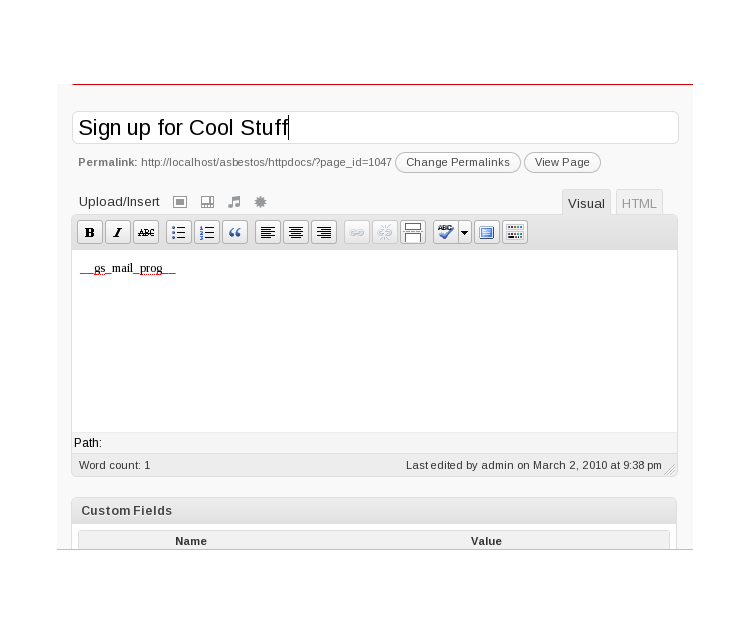 Sign up for Cool Stuff
Permalink: http://localhost/asbestos/httpdocs/?page_id=1047 Change Permalinks View Page
Upload/Insert Visual HTML
B I ABC ABC
__gs_mail_prog__
Path:
Word count: 1 Last edited by admin on March 2, 2010 at 9:38 pm
Custom Fields
Name Value